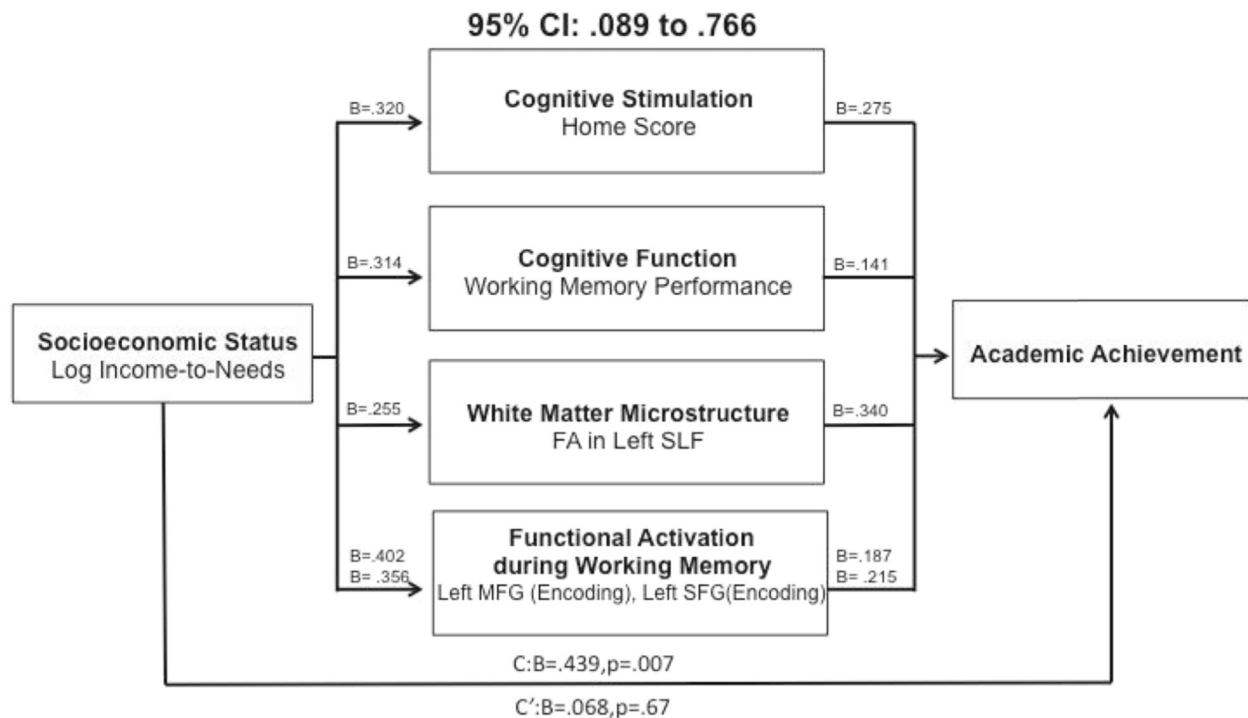 95% CI: .089 to .766
Cognitive Stimulation
Home Score
B=.320
B=.275
Cognitive Function
Working Memory Performance
B=.314
B=.141
Socioeconomic Status
Log Income-to-Needs
Academic Achievement
White Matter Microstructure
FA in Left SLF
B=.255
B=.340
Functional Activation
during Working Memory
Left MFG (Encoding), Left SFG(Encoding)
B=.402
B= .356
B=.187
B= .215
C:B=.439,p=.007
C′:B=.068,p=.67